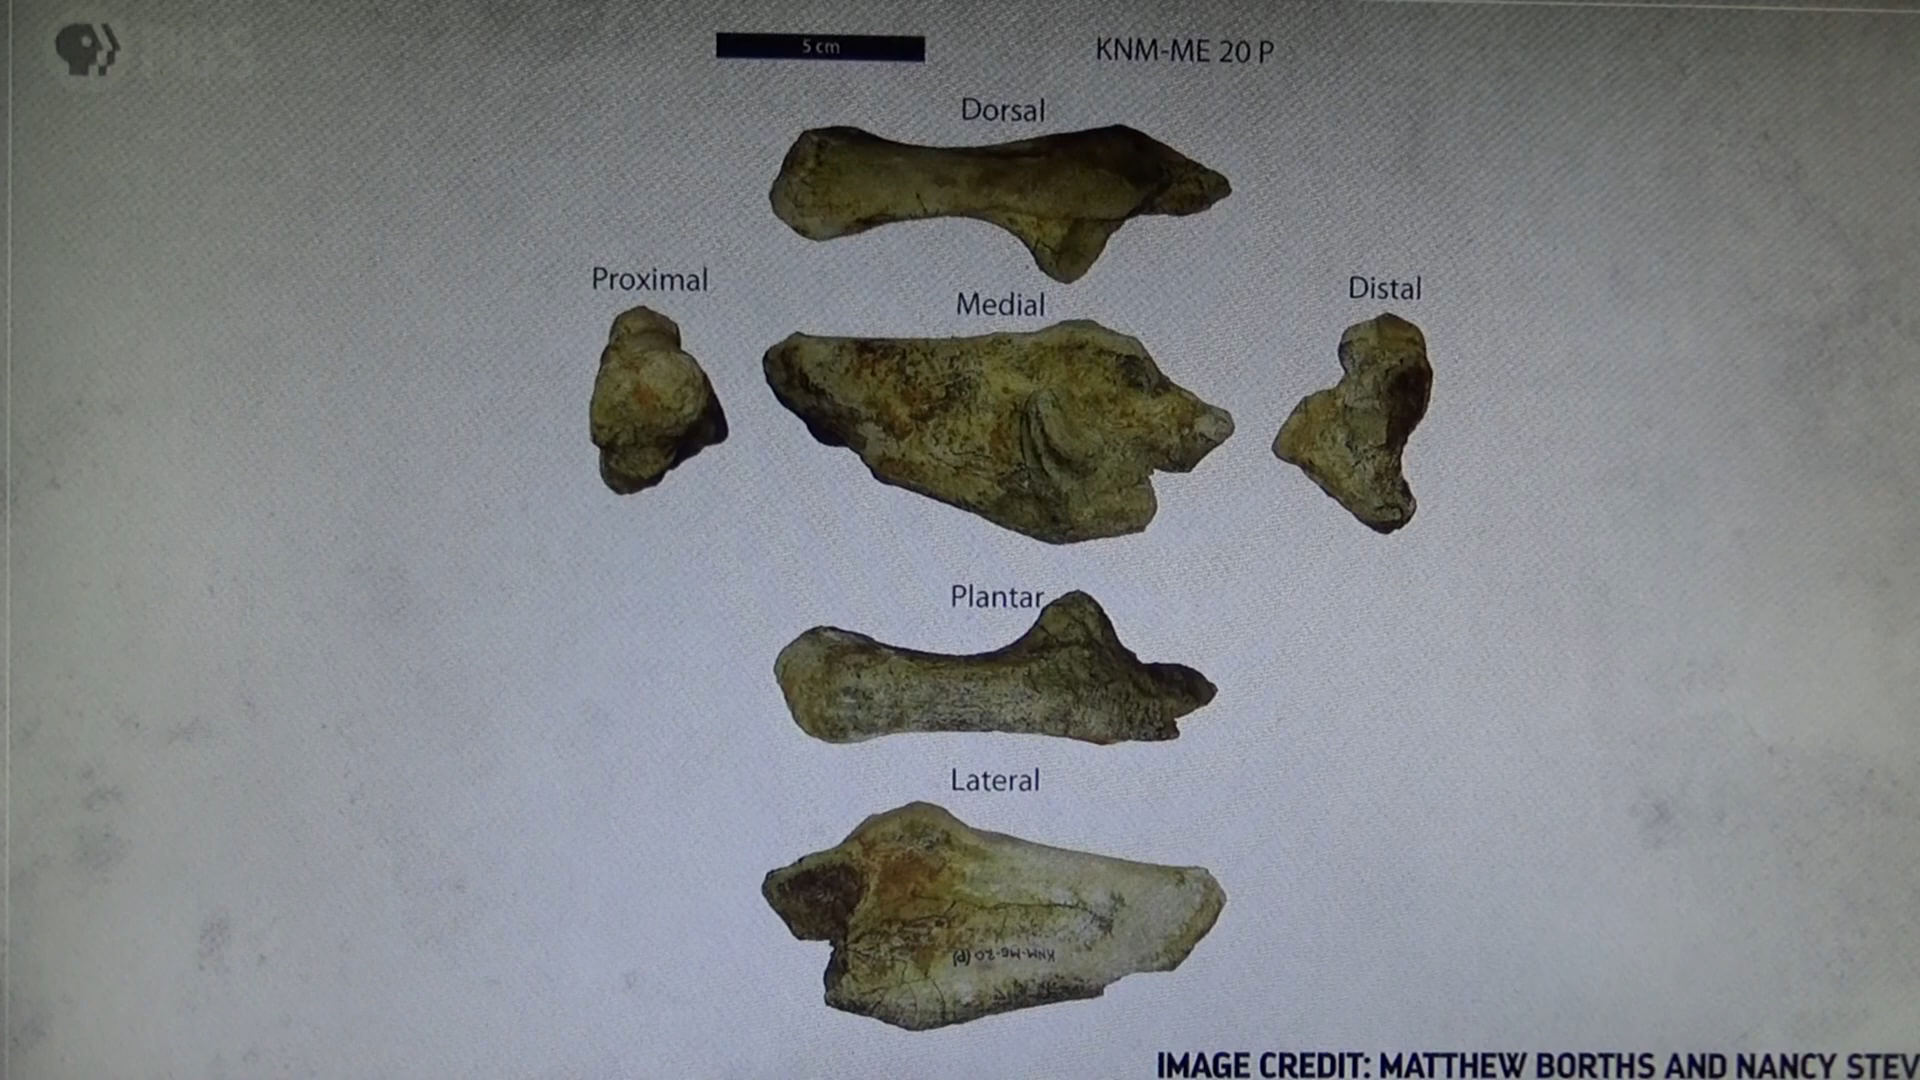 5 cm
KNM-ME 20 P
Dorsal
Proximal
Medial
Distal
Plantar
Lateral
KNM-ME-20 (P)
IMAGE CREDIT: MATTHEW BORTHS AND NANCY STEV